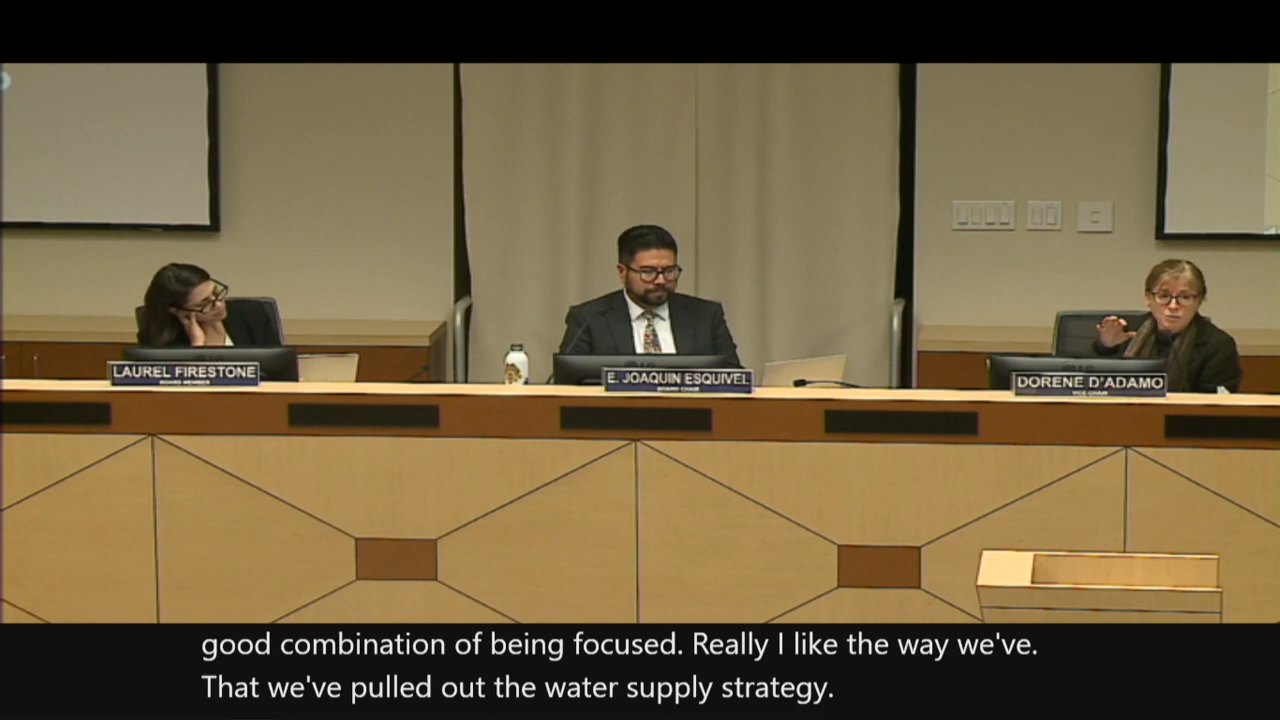 LAUREL FIRESTONE
BOARD MEMBER
E. JOAQUIN ESQUIVEL
BOARD CHAIR
DORENE D'ADAMO
VICE CHAIR
good combination of being focused. Really I like the way we've.
That we've pulled out the water supply strategy.